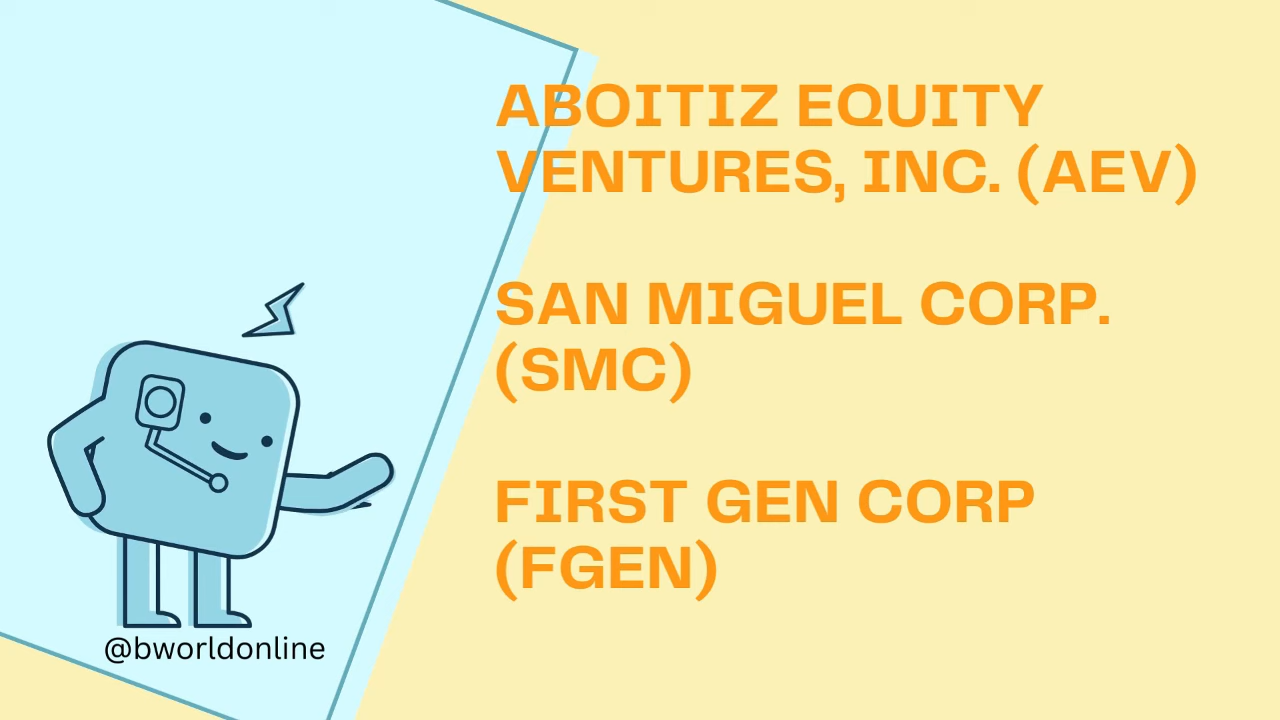 ABOITIZ EQUITY
VENTURES, INC. (AEV)
SAN MIGUEL CORP.
(SMC)
FIRST GEN CORP
(FGEN)
@bworldonline